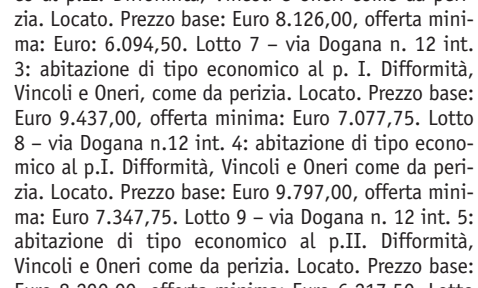 zia. Locato. Prezzo base: Euro 8.126,00, offerta mini-
ma: Euro: 6.094,50. Lotto 7 – via Dogana n. 12 int.
3: abitazione di tipo economico al p. I. Difformità,
Vincoli e Oneri, come da perizia. Locato. Prezzo base:
Euro 9.437,00, offerta minima: Euro 7.077,75. Lotto
8 – via Dogana n.12 int. 4: abitazione di tipo econo-
mico al p.I. Difformità, Vincoli e Oneri come da peri-
zia. Locato. Prezzo base: Euro 9.797,00, offerta mini-
ma: Euro 7.347,75. Lotto 9 – via Dogana n. 12 int. 5:
abitazione di tipo economico al p.II. Difformità,
Vincoli e Oneri come da perizia. Locato. Prezzo base: